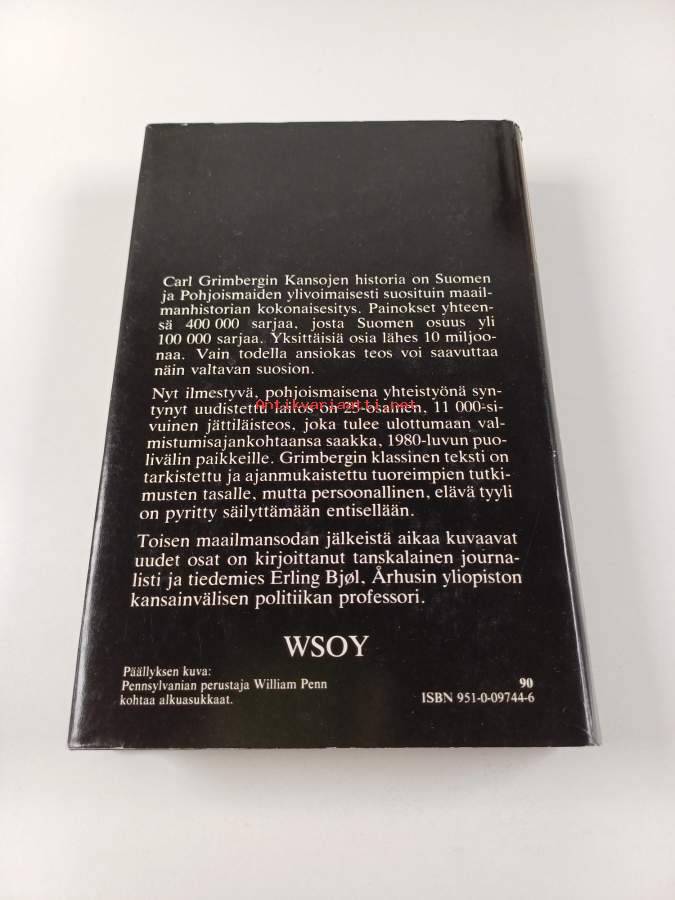 Carl Grimbergin Kansojen historia on Suomen
ja Pohjoismaiden ylivoimaisesti suosituin maail-
manhistorian kokonaisesitys. Painokset yhteen-
sä 400 000 sarjaa, josta Suomen osuus yli
100 000 sarjaa. Yksittäisiä osia lähes 10 miljoo-
naa. Vain todella ansiokas teos voi saavuttaa
näin valtavan suosion.
Nyt ilmestyvä, pohjoismaisena yhteistyönä syn-
tynyt uudistettu laitos on 25-osainen, 11 000-si-
Antikvariaatti.net
vuinen jättiläisteos, joka tulee ulottumaan val-
mistumisajankohtaansa saakka, 1980-luvun puo-
livälin paikkeille. Grimbergin klassinen teksti on
tarkistettu ja ajanmukaistettu tuoreimpien tutki-
musten tasalle, mutta persoonallinen, elävä tyyli
on pyritty säilyttämään entisellään.
Toisen maailmansodan jälkeistä aikaa kuvaavat
uudet osat on kirjoittanut tanskalainen journa-
listi ja tiedemies Erling Bjøl, Århusin yliopiston
kansainvälisen politiikan professori.
WSOY
Päällyksen kuva:
Pennsylvanian perustaja William Penn
kohtaa alkuasukkaat.
90
ISBN 951-0-09744-6